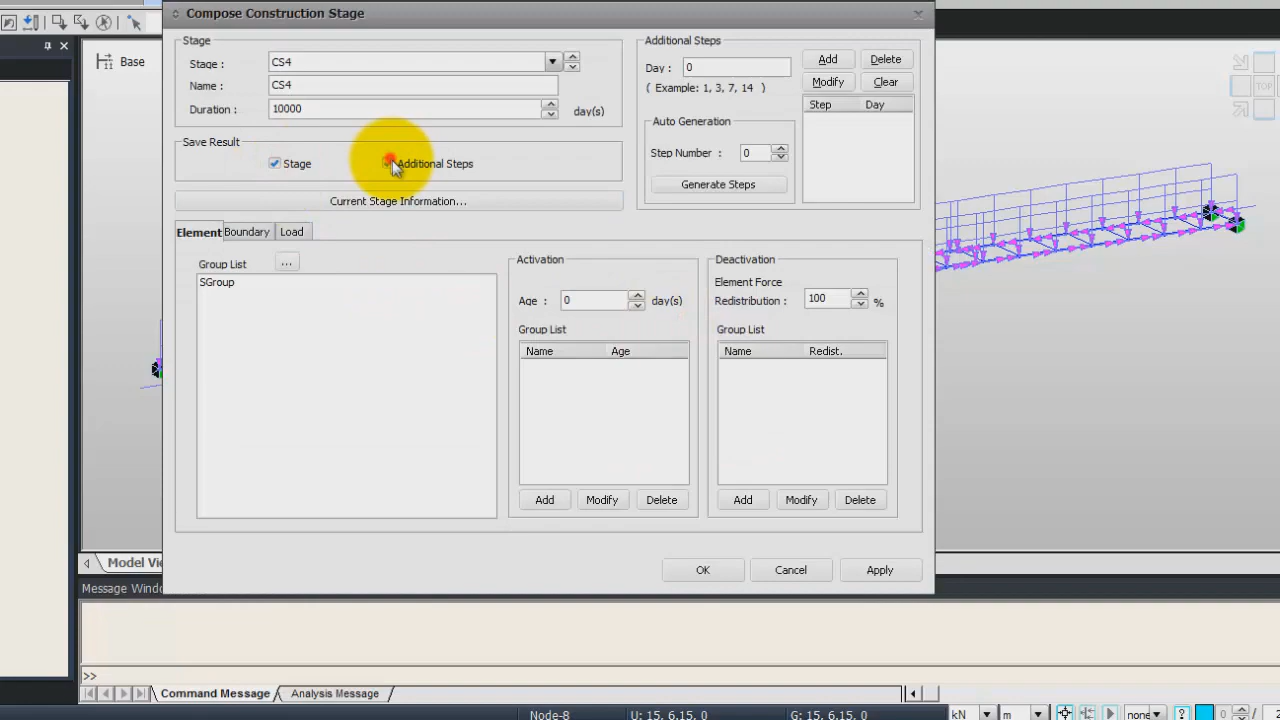 Compose Construction Stage
Base
TOP
Stage
Stage :
CS4
Name :
CS4
Duration :
10000
day(s)
Save Result
Stage
Additional Steps
Current Stage Information...
Additional Steps
Day :
0
( Example: 1, 3, 7, 14 )
Auto Generation
Step Number :
0
Generate Steps
Add
Delete
Modify
Clear
Step
Day
Element
Boundary
Load
Group List
...
SGroup
Activation
Age :
0
day(s)
Group List
Name
Age
Add
Modify
Delete
Deactivation
Element Force
Redistribution :
100
%
Group List
Name
Redist.
Add
Modify
Delete
OK
Cancel
Apply
Model Vi
Message Windo
>>
Command Message
Analysis Message
Node-8
U: 15, 6.15, 0
G: 15, 6.15, 0
kN
m
none
?
0
/